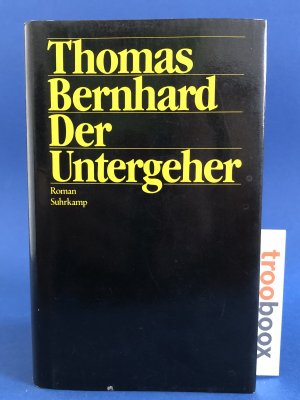 Thomas
Bernhard
Der
Untergeher
Roman
Suhrkamp
trooboox